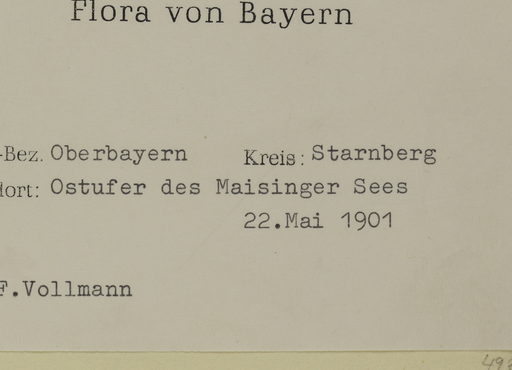 Flora von Bayern
-Bez. Oberbayern Kreis: Starnberg
dort: Ostufer des Maisinger Sees
22.Mai 1901
F.Vollmann